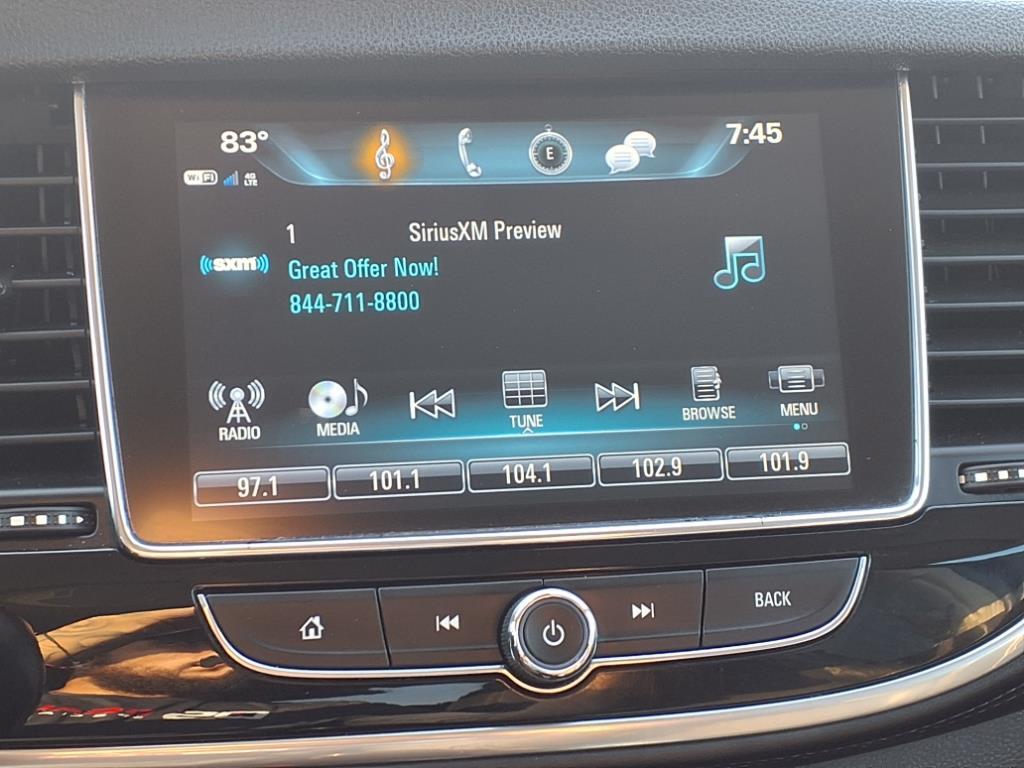 83°
E
7:45
WiFi 4G LTE
1 SiriusXM Preview
((sxm))
Great Offer Now!
844-711-8800
RADIO MEDIA TUNE BROWSE MENU
97.1 101.1 104.1 102.9 101.9
BACK